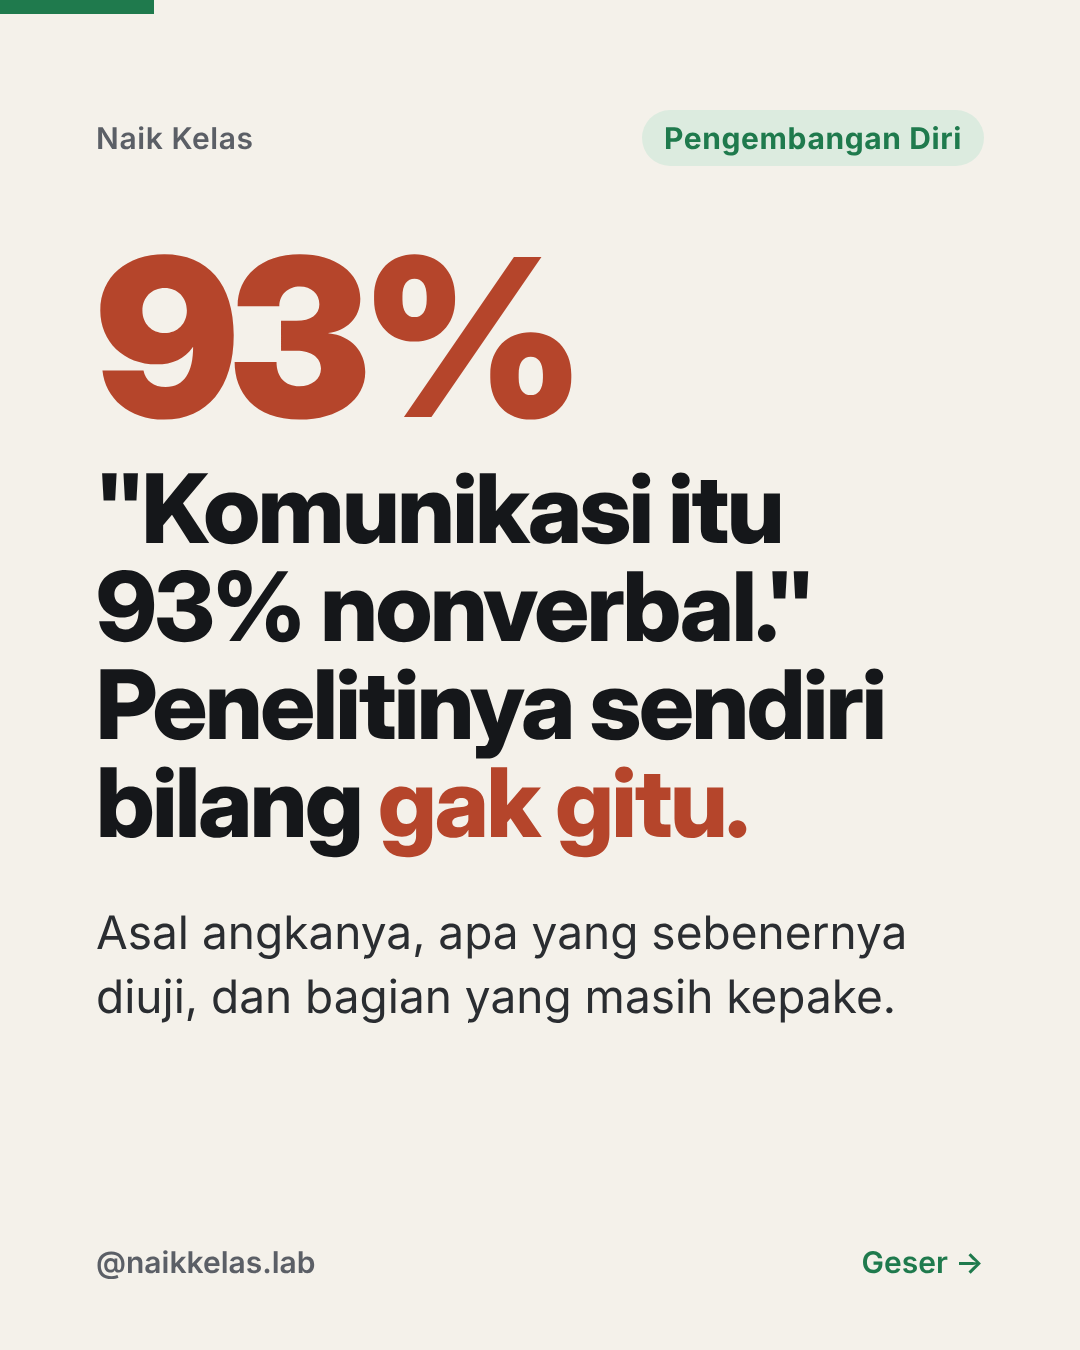 Naik Kelas
Pengembangan Diri
93%
"Komunikasi itu
93% nonverbal."
Penelitinya sendiri
bilang gak gitu.
Asal angkanya, apa yang sebenernya
diuji, dan bagian yang masih kepake.
@naikkelas.lab
Geser →